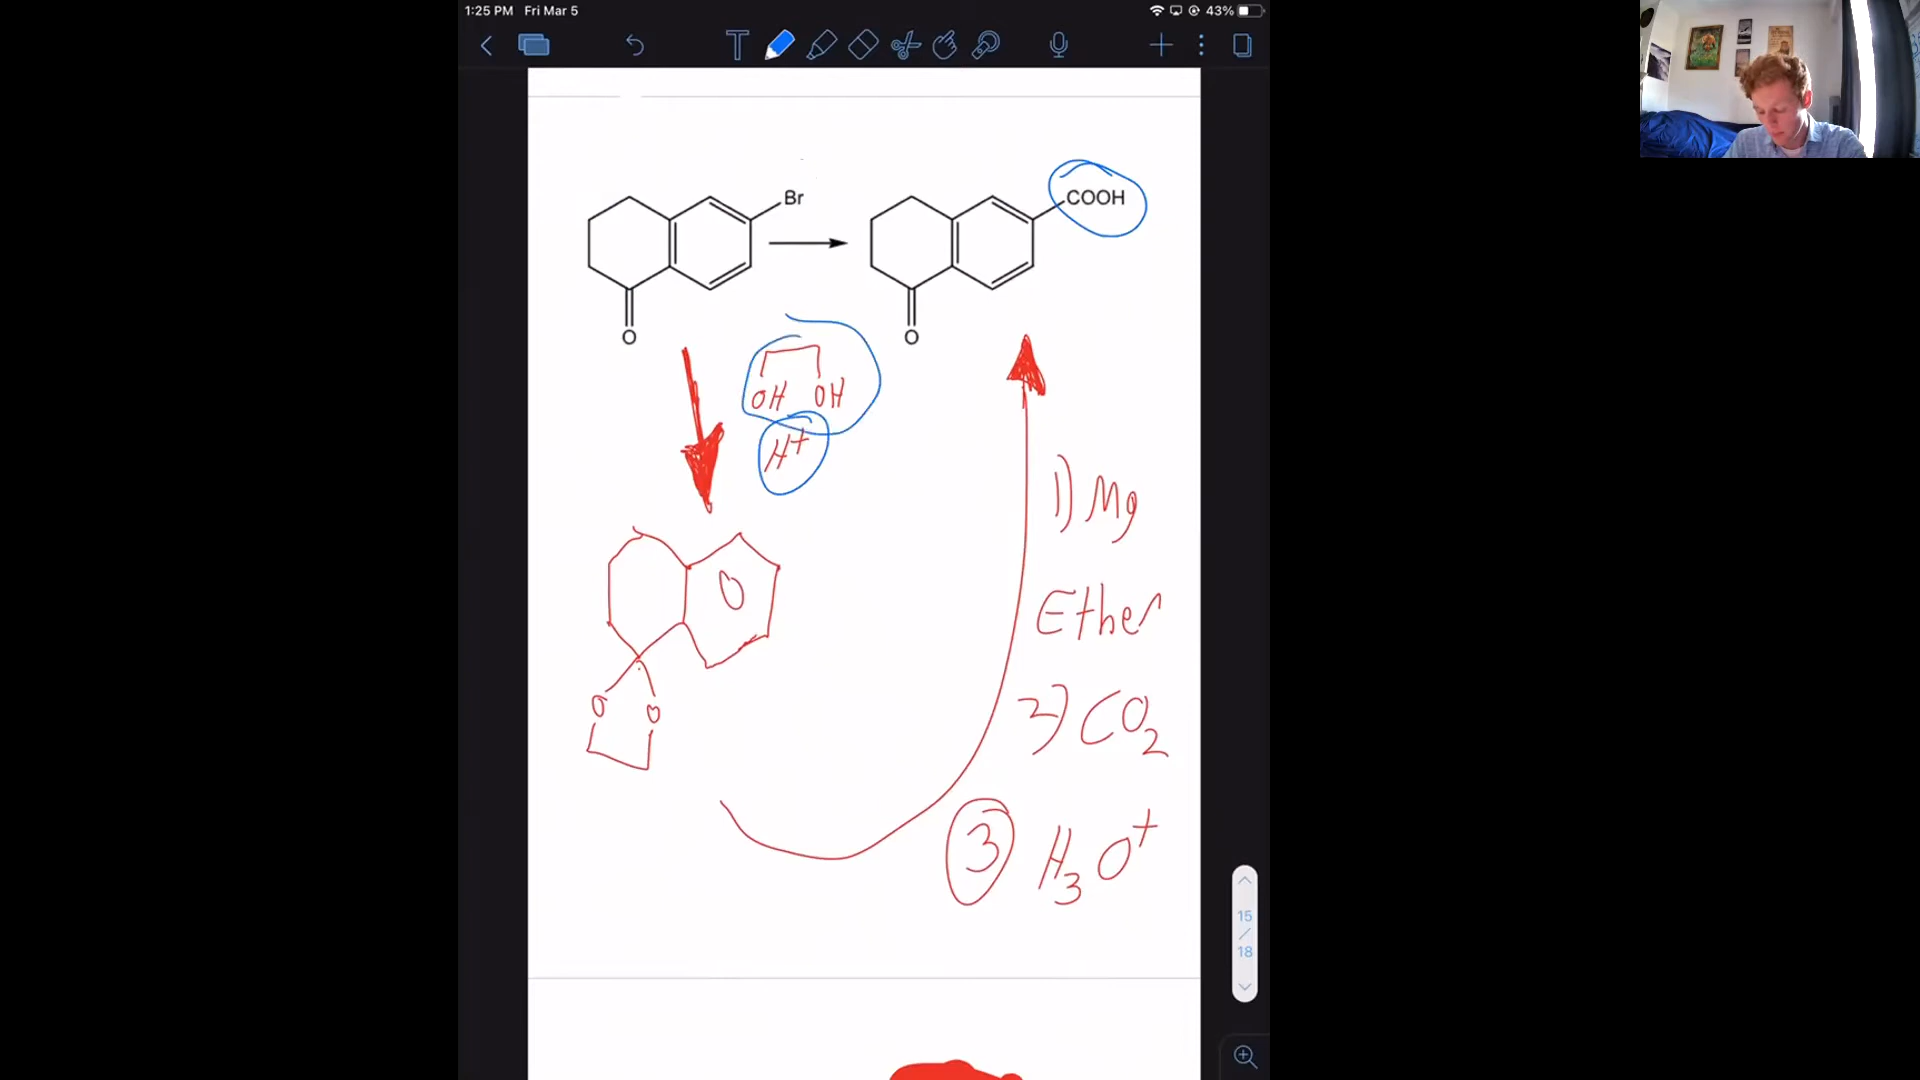 1:25 PM Fri Mar 5
43%
T
Br
COOH
O
O
OH OH
H+
O
O
O
1) Mg
Ether
2) CO2
3 H3O+
15
/
18